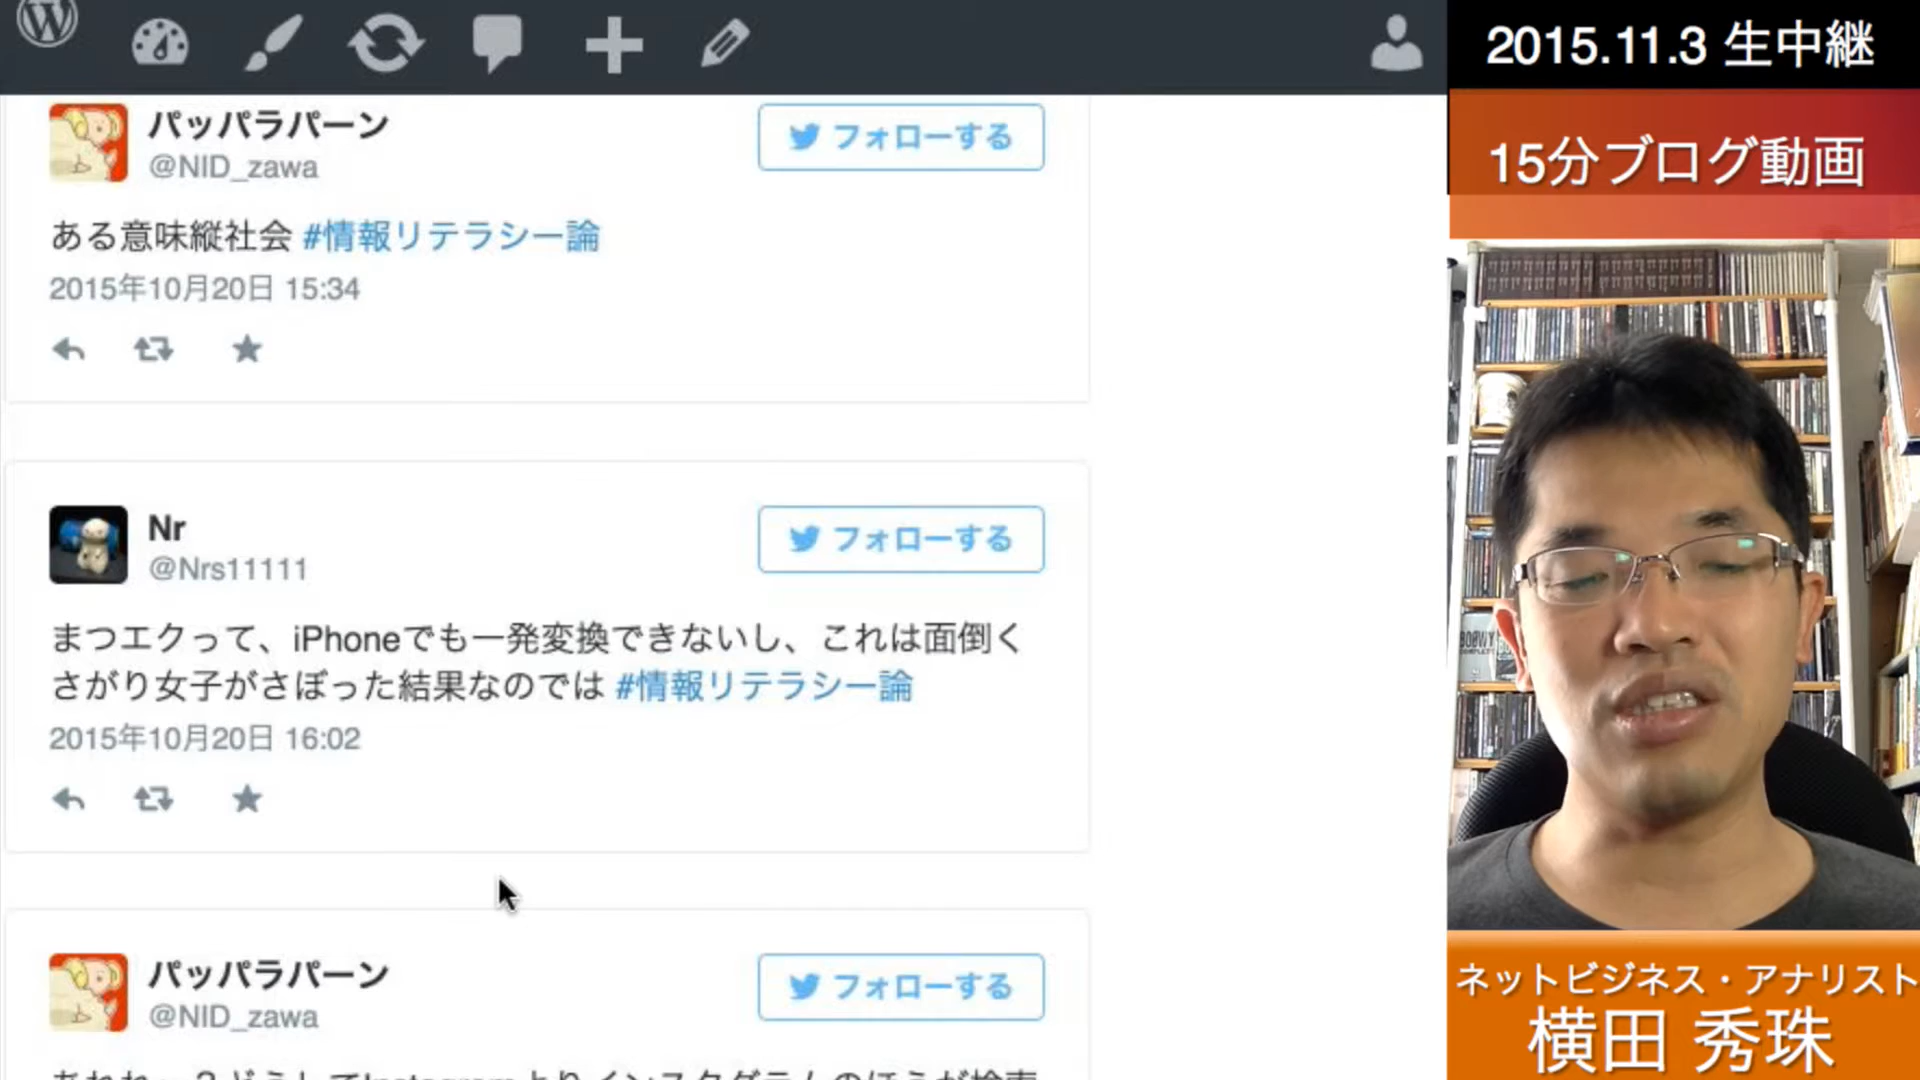 2015.11.3 生中継
15分ブログ動画
パッパラパーン
@NID_zawa
フォローする
ある意味縦社会 #情報リテラシー論
2015年10月20日 15:34
Nr
@Nrs11111
フォローする
まつエクって、iPhoneでも一発変換できないし、これは面倒く
さがり女子がさぼった結果なのでは #情報リテラシー論
2015年10月20日 16:02
パッパラパーン
@NID_zawa
フォローする
ネットビジネス・アナリスト
横田 秀珠